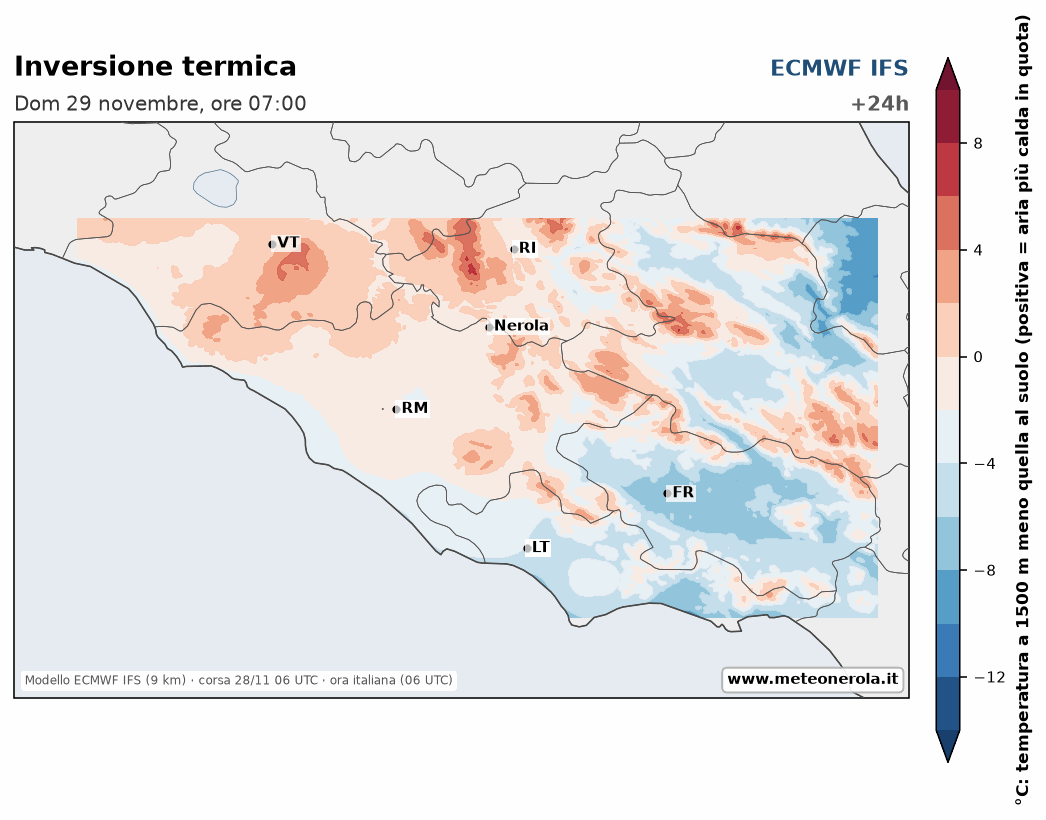 Inversione termica
ECMWF IFS
Dom 29 novembre, ore 07:00
+24h
VT
RI
Nerola
RM
FR
LT
Modello ECMWF IFS (9 km) · corsa 28/11 06 UTC · ora italiana (06 UTC)
www.meteonerola.it
8
4
0
−4
−8
−12
°C: temperatura a 1500 m meno quella al suolo (positiva = aria più calda in quota)